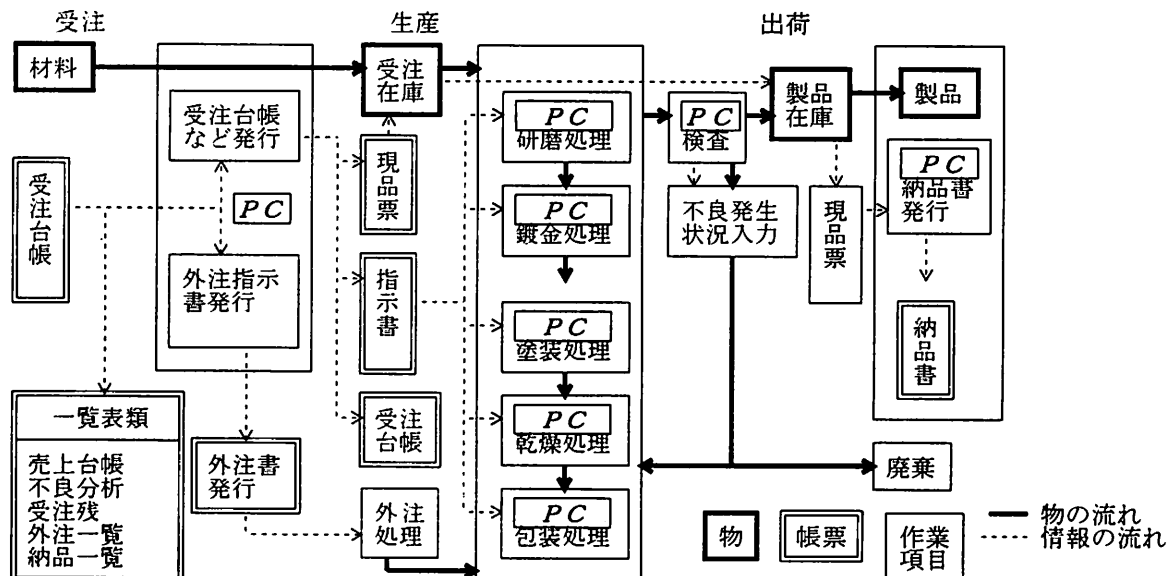 受注
生産
出荷
材料
受注台帳
など発行
PC
外注指示
書発行
受注台帳
一覧表類
売上台帳
不良分析
受注残
外注一覧
納品一覧
外注書
発行
受注
在庫
現品票
指示書
受注
台帳
外注
処理
PC
研磨処理
PC
鍍金処理
PC
塗装処理
PC
乾燥処理
PC
包装処理
PC
検査
不良発生
状況入力
製品
在庫
現品票
製品
PC
納品書
発行
納品書
廃棄
物
帳票
作業
項目
物の流れ
情報の流れ